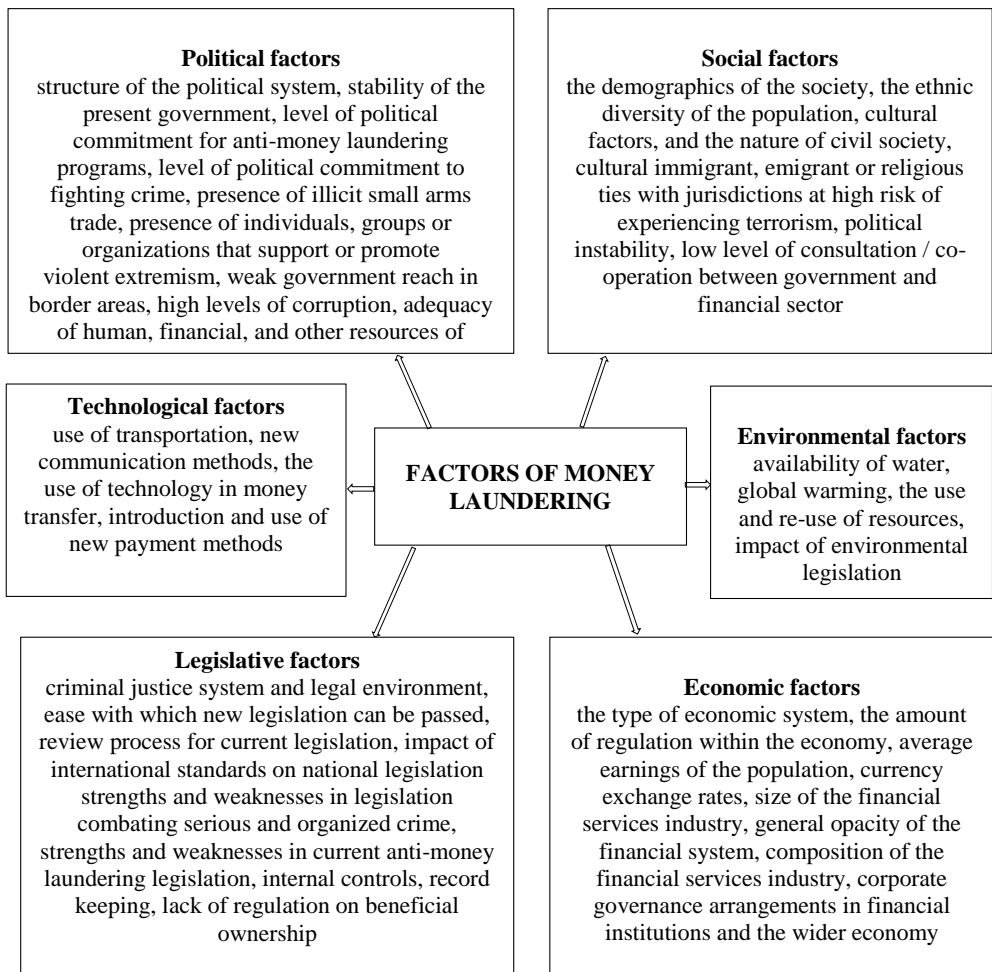 Political factors
structure of the political system, stability of the
present government, level of political
commitment for anti-money laundering
programs, level of political commitment to
fighting crime, presence of illicit small arms
trade, presence of individuals, groups or
organizations that support or promote
violent extremism, weak government reach in
border areas, high levels of corruption, adequacy
of human, financial, and other resources of
Social factors
the demographics of the society, the ethnic
diversity of the population, cultural
factors, and the nature of civil society,
cultural immigrant, emigrant or religious
ties with jurisdictions at high risk of
experiencing terrorism, political
instability, low level of consultation / co-
operation between government and
financial sector
Technological factors
use of transportation, new
communication methods, the
use of technology in money
transfer, introduction and use of
new payment methods
FACTORS OF MONEY
LAUNDERING
Environmental factors
availability of water,
global warming, the use
and re-use of resources,
impact of environmental
legislation
Legislative factors
criminal justice system and legal environment,
ease with which new legislation can be passed,
review process for current legislation, impact of
international standards on national legislation
strengths and weaknesses in legislation
combating serious and organized crime,
strengths and weaknesses in current anti-money
laundering legislation, internal controls, record
keeping, lack of regulation on beneficial
ownership
Economic factors
the type of economic system, the amount
of regulation within the economy, average
earnings of the population, currency
exchange rates, size of the financial
services industry, general opacity of the
financial system, composition of the
financial services industry, corporate
governance arrangements in financial
institutions and the wider economy